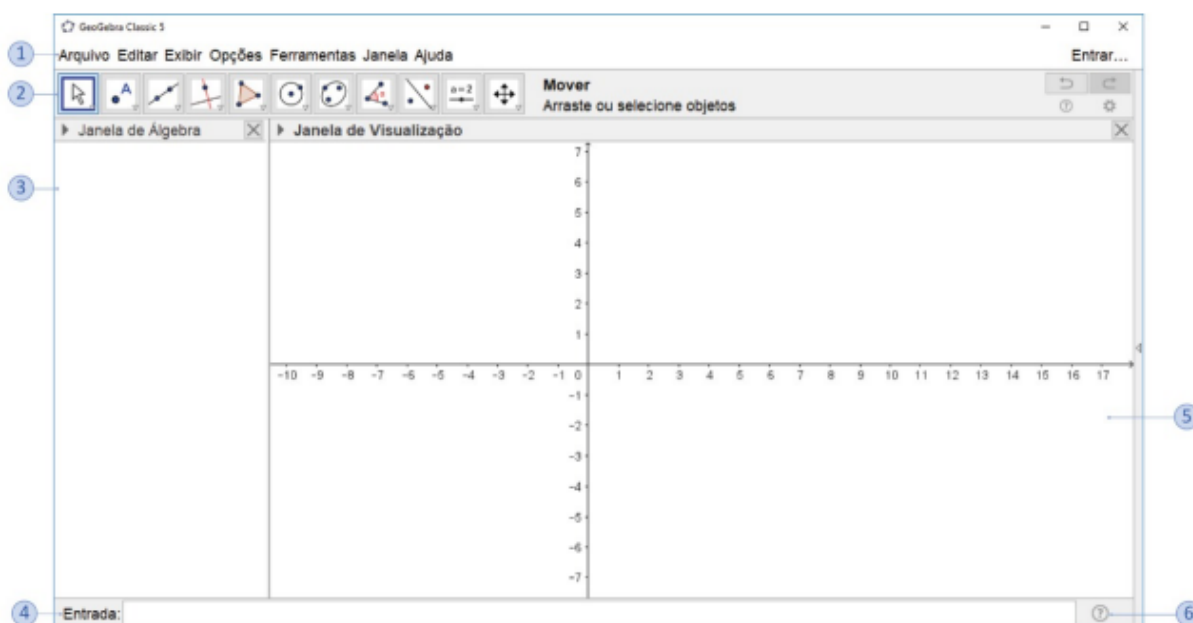 GeoGebra Classic 5
1 Arquivo Editar Exibir Opções Ferramentas Janela Ajuda Entrar...
2 A a=2 Mover
Arraste ou selecione objetos
Janela de Álgebra Janela de Visualização
3
7
6
5
4
3
2
1
-10 -9 -8 -7 -6 -5 -4 -3 -2 -1 0 1 2 3 4 5 6 7 8 9 10 11 12 13 14 15 16 17
-1
-2
-3
-4
-5
-6
-7
5
4 Entrada: ? 6